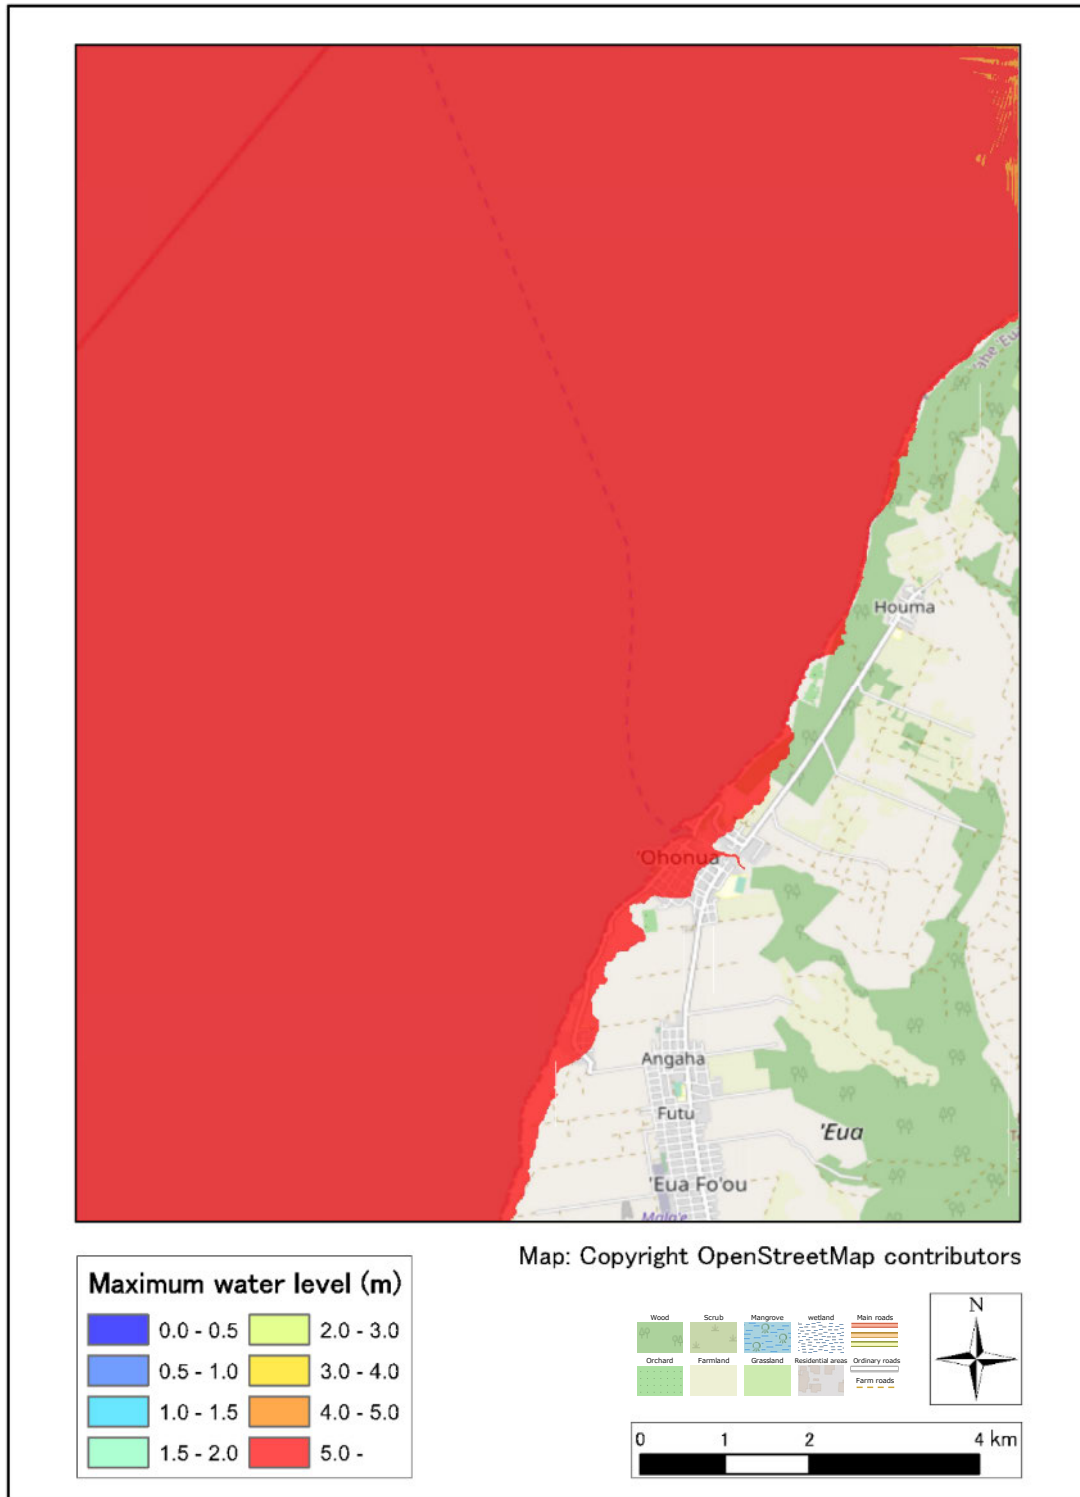 'Eu
Houma
'Ohonua
Angaha
Futu
'Eua
'Eua Fo'ou
Mala'e
Map: Copyright OpenStreetMap contributors
Maximum water level (m)
0.0 - 0.5
2.0 - 3.0
0.5 - 1.0
3.0 - 4.0
1.0 - 1.5
4.0 - 5.0
1.5 - 2.0
5.0 -
Wood
Scrub
Mangrove
wetland
Main roads
Orchard
Farmland
Grassland
Residential areas
Ordinary roads
Farm roads
N
0 1 2 4 km